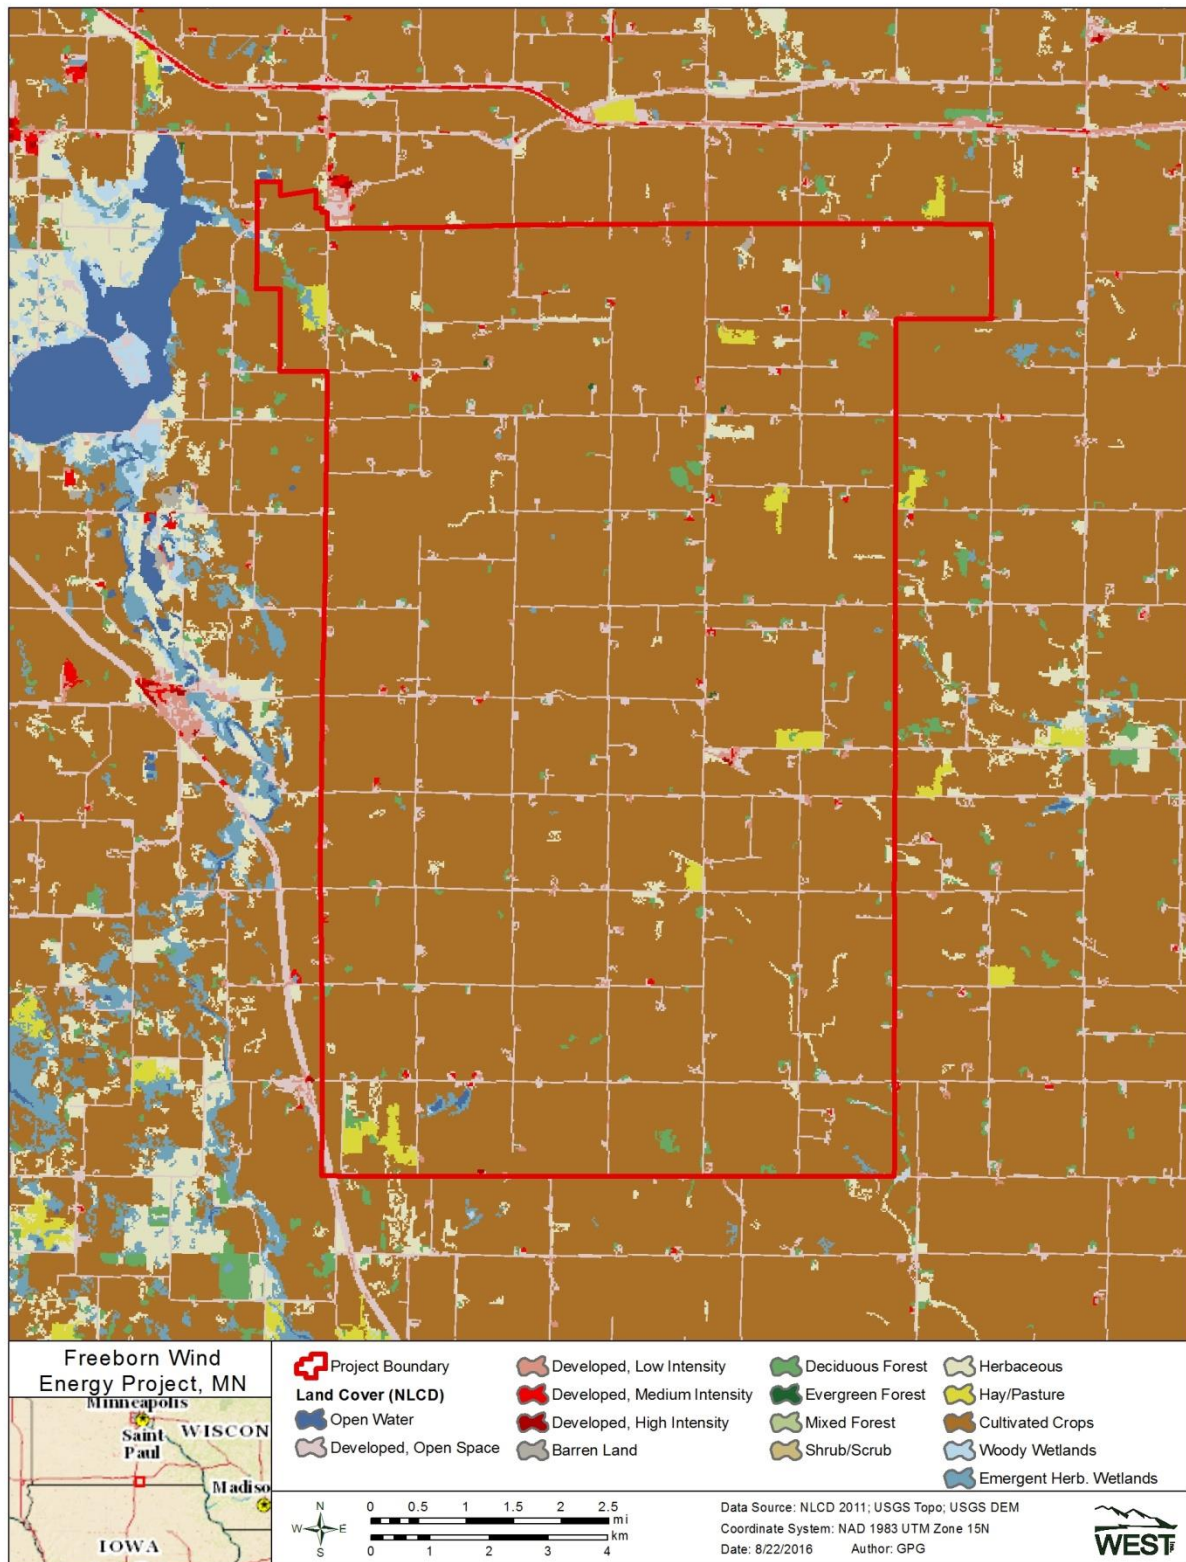 Freeborn Wind
Energy Project, MN
Minneapolis
Saint
Paul
WISCON
Madiso
IOWA
Project Boundary
Land Cover (NLCD)
Open Water
Developed, Open Space
Developed, Low Intensity
Developed, Medium Intensity
Developed, High Intensity
Barren Land
Deciduous Forest
Evergreen Forest
Mixed Forest
Shrub/Scrub
Herbaceous
Hay/Pasture
Cultivated Crops
Woody Wetlands
Emergent Herb. Wetlands
N
W E
S
0 0.5 1 1.5 2 2.5
mi
km
0 1 2 3 4
Data Source: NLCD 2011; USGS Topo; USGS DEM
Coordinate System: NAD 1983 UTM Zone 15N
Date: 8/22/2016 Author: GPG
WEST